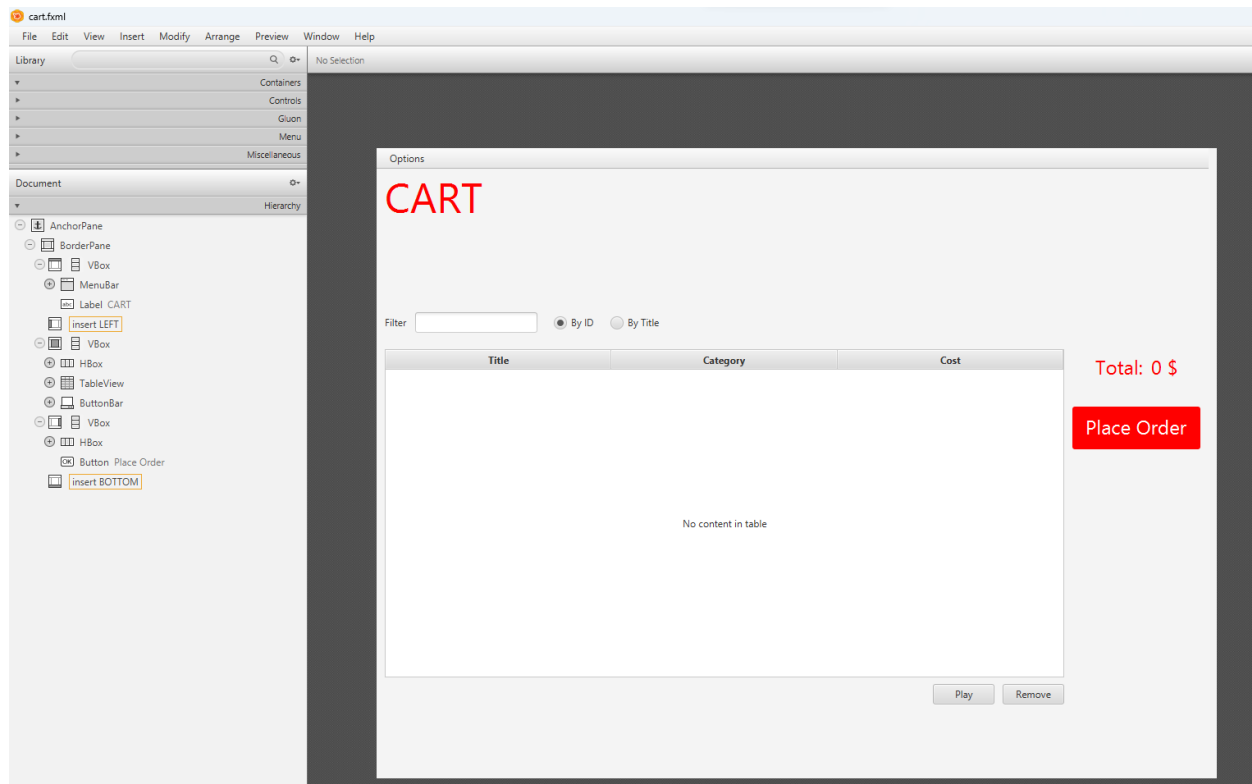 cart.fxml
File Edit View Insert Modify Arrange Preview Window Help
Library
No Selection
Containers
Controls
Gluon
Menu
Miscellaneous
Document
Hierarchy
AnchorPane
BorderPane
VBox
MenuBar
abc Label CART
insert LEFT
VBox
HBox
TableView
ButtonBar
VBox
HBox
OK Button Place Order
insert BOTTOM
Options
CART
Filter By ID By Title
Title Category Cost
No content in table
Total: 0 $
Place Order
Play Remove